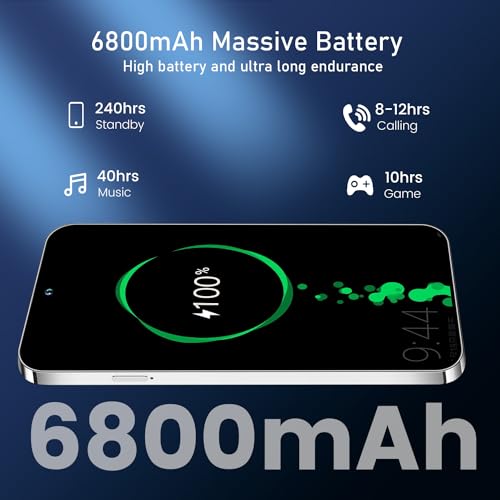 6800mAh Massive Battery
High battery and ultra long endurance
240hrs
Standby
8-12hrs
Calling
40hrs
Music
10hrs
Game
100%
9:44
6800mAh